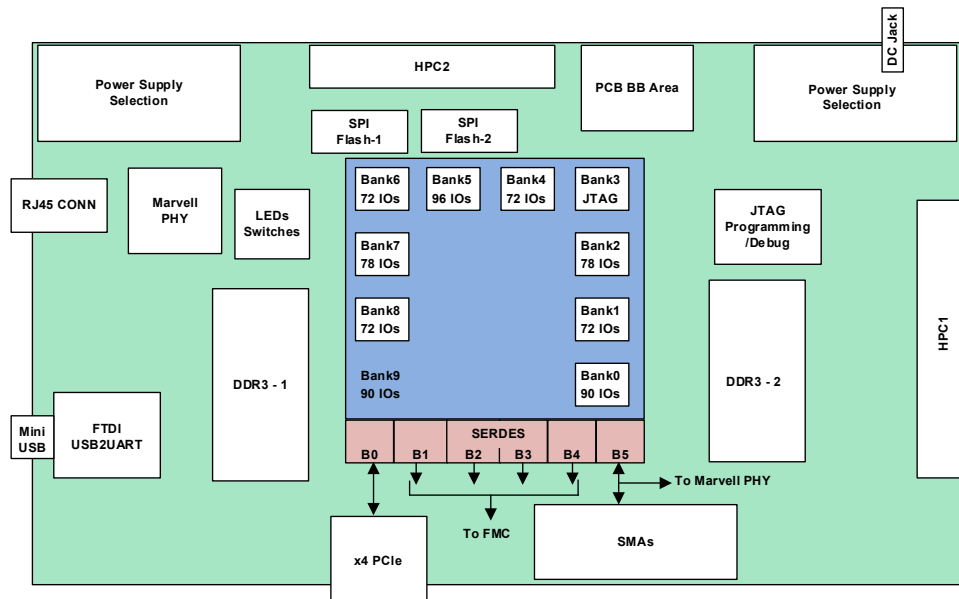 DC Jack
Power Supply
Selection
HPC2
PCB BB Area
Power Supply
Selection
SPI
Flash-1
SPI
Flash-2
RJ45 CONN
Marvell
PHY
LEDs
Switches
Bank6
72 IOs
Bank5
96 IOs
Bank4
72 IOs
Bank3
JTAG
JTAG
Programming
/Debug
Bank7
78 IOs
Bank2
78 IOs
Bank8
72 IOs
Bank1
72 IOs
HPC1
DDR3 - 1
Bank9
90 IOs
Bank0
90 IOs
DDR3 - 2
Mini
USB
FTDI
USB2UART
SERDES
B0
B1
B2
B3
B4
B5
To Marvell PHY
To FMC
x4 PCIe
SMAs